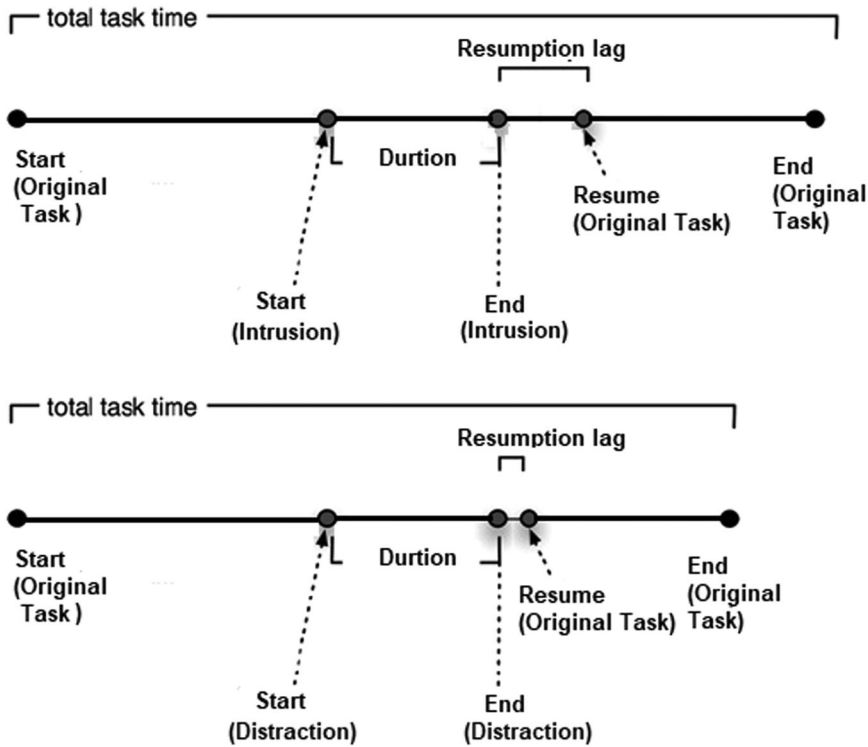 total task time
Resumption lag
Start
(Original
Task )
Durtion
Resume
(Original Task)
End
(Original
Task)
Start
(Intrusion)
End
(Intrusion)
total task time
Resumption lag
Start
(Original
Task )
Durtion
Resume
(Original Task)
End
(Original
Task)
Start
(Distraction)
End
(Distraction)